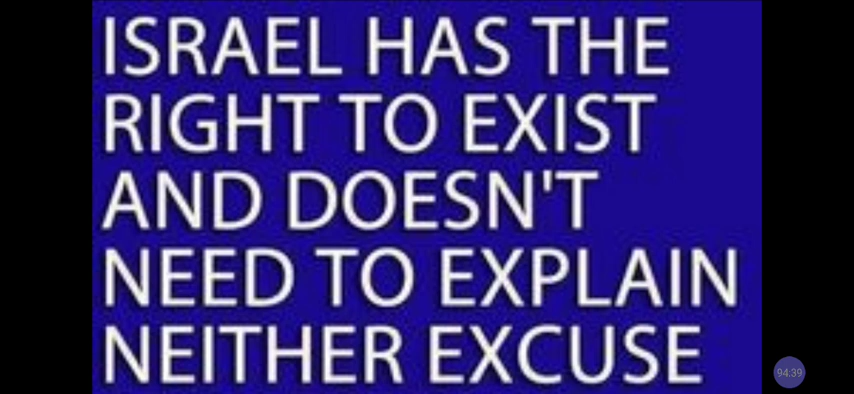 ISRAEL HAS THE
RIGHT TO EXIST
AND DOESN'T
NEED TO EXPLAIN
NEITHER EXCUSE
94:39